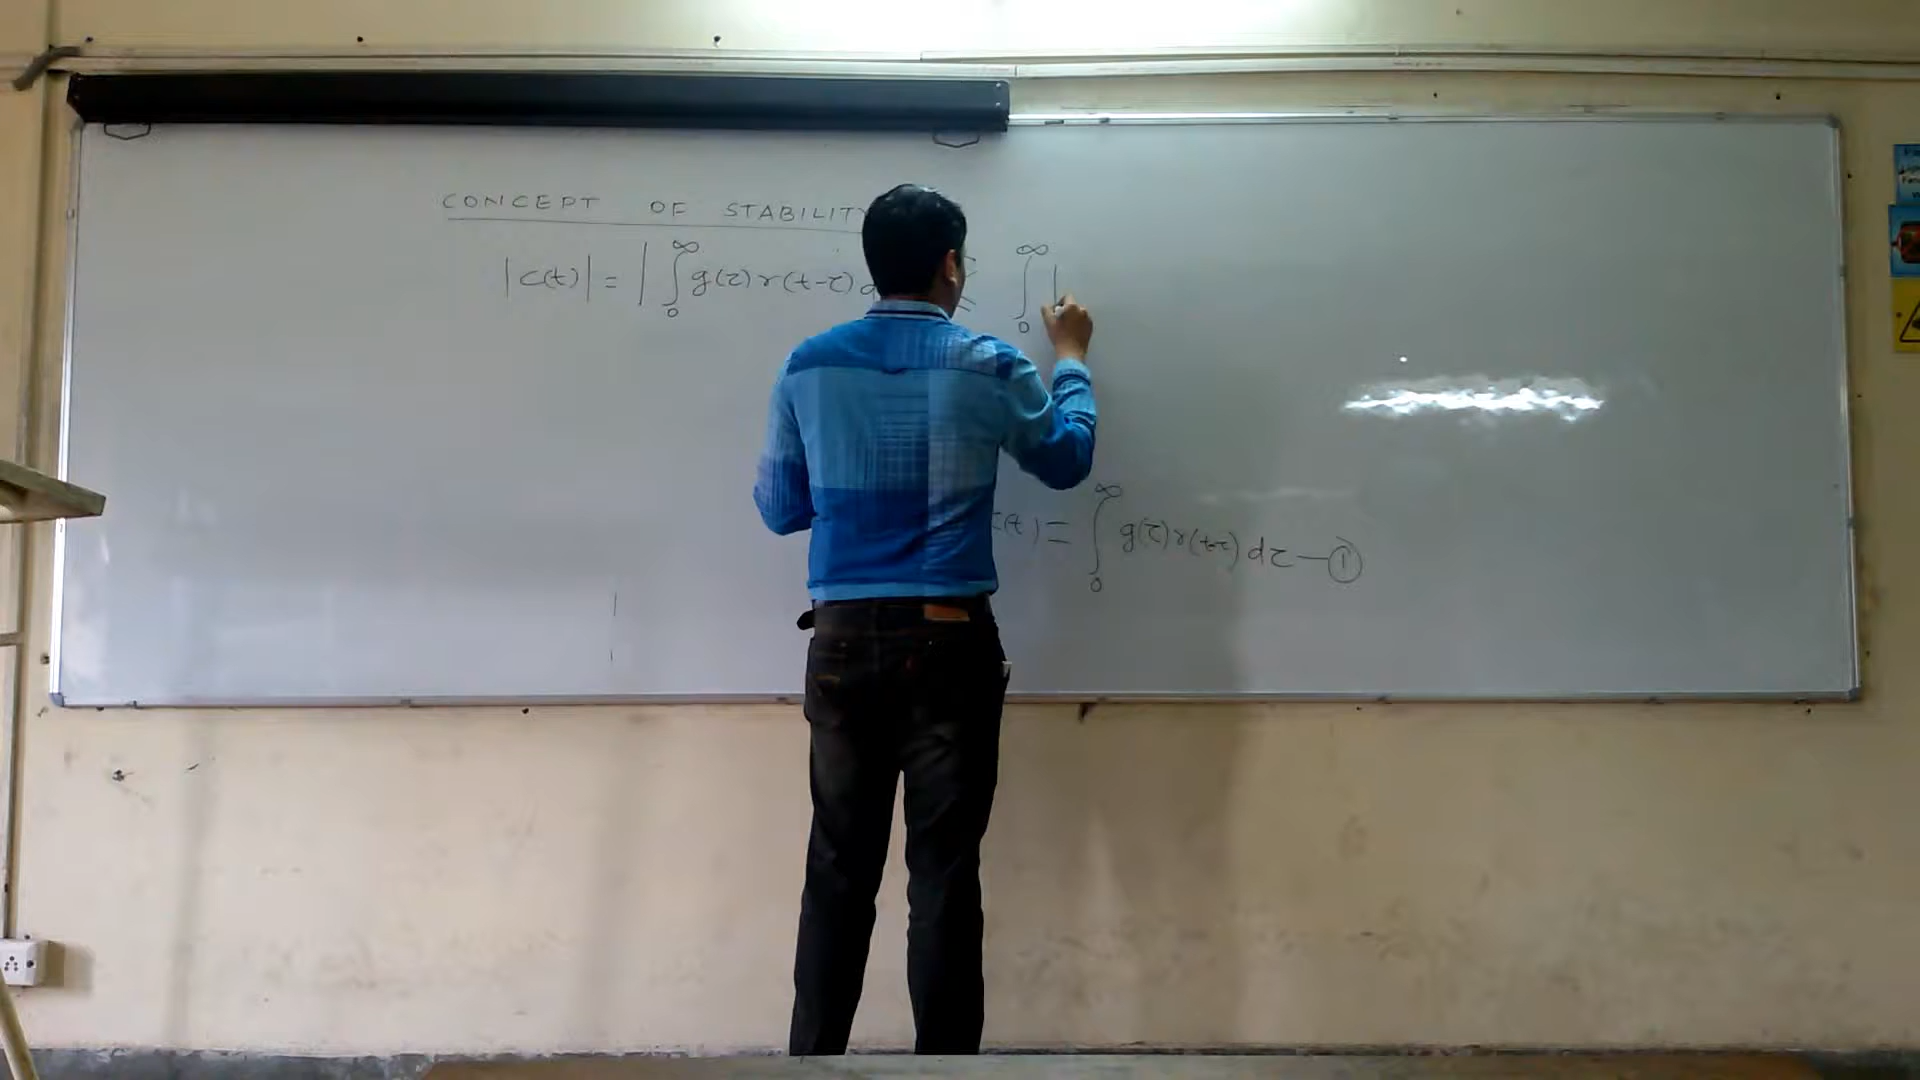 CONCEPT OF STABILITY
|c(t)| = | ∫₀^∞ g(τ) r(t-τ) d ≤ ∫₀^∞ |
c(t) = ∫₀^∞ g(τ) r(t-τ) dτ — ①